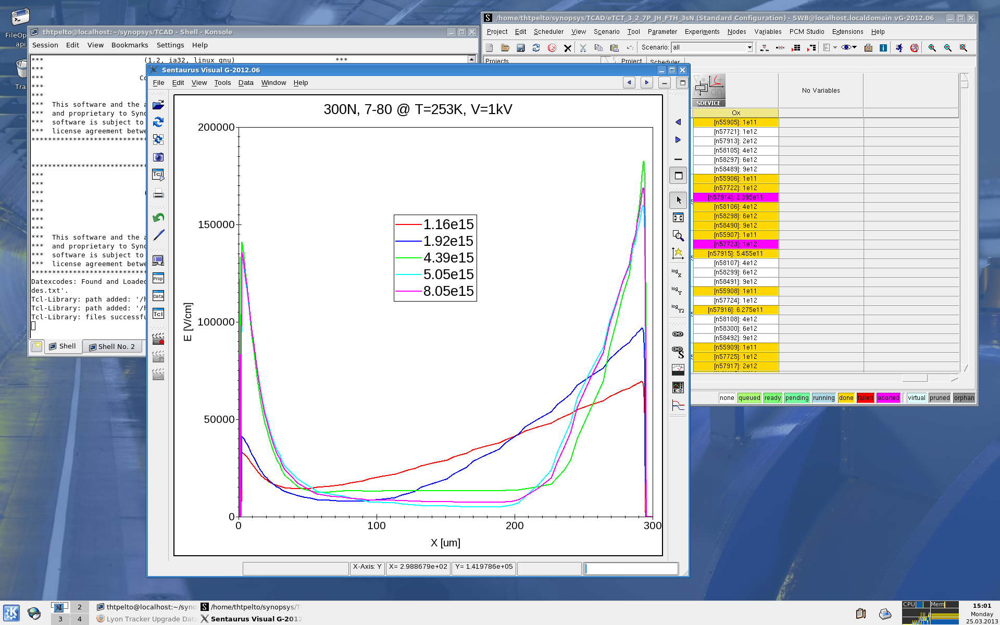 FileOp
api
Tra
thtpelto@localhost:~/synopsys/TCAD - Shell - Konsole
Session Edit View Bookmarks Settings Help
*** (1.2, ia32, linux gnu) ***
***
*** Co
***
***
*** This software and the a
*** and proprietary to Sync
*** software is subject to
*** license agreement betwe
****************************
****************************
***
***
*** (
***
***
***
***
*** This software and the a
*** and proprietary to Sync
*** software is subject to
*** license agreement betwe
****************************
Datexcodes: Found and Loaded
des.txt'.
Tcl-Library: path added: '/h
Tcl-Library: path added: '/h
Tcl-Library: files successfu
Shell Shell No. 2
/home/thtpelto/synopsys/TCAD/eTCT_3_2_7P_JH_FTH_3sN (Standard Configuration) - SWB@localhost.localdomain vG-2012.06
Project Edit Scheduler View Scenario Tool Parameter Experiments Nodes Variables PCM Studio Extensions Help
Scenario: all
Projects Project Scheduler
SDEVICE
No Variables
Ox
[n55905]: 1e11
[n57721]: 1e12
[n57913]: 2e12
[n58105]: 4e12
[n58297]: 6e12
[n58489]: 9e12
[n55906]: 1e11
[n57722]: 1e12
[n57914]: 2.395e11
[n58106]: 4e12
[n58298]: 6e12
[n58490]: 9e12
[n55907]: 1e11
[n57723]: 1e12
[n57915]: 5.455e11
[n58107]: 4e12
[n58299]: 6e12
[n58491]: 9e12
[n55908]: 1e11
[n57724]: 1e12
[n57916]: 6.275e11
[n58108]: 4e12
[n58300]: 6e12
[n58492]: 9e12
[n55909]: 1e11
[n57725]: 1e12
[n57917]: 2e12
none queued ready pending running done failed aborted virtual pruned orphan
Sentaurus Visual G-2012.06
File Edit View Tools Data Window Help
Tcl
Prop
Data
Tcl
log X
log Y
log Y2
300N, 7-80 @ T=253K, V=1kV
200000
150000
100000
50000
0
E [V/cm]
1.16e15
1.92e15
4.39e15
5.05e15
8.05e15
0 100 200 300
X [um]
X-Axis: Y X= 2.988679e+02 Y= 1.419786e+05
1 2
3 4
thtpelto@localhost:~/syno
/home/thtpelto/synopsys/T
Lyon Tracker Upgrade Data
Sentaurus Visual G-2012
CPU Mem
15:01
Monday
25.03.2013